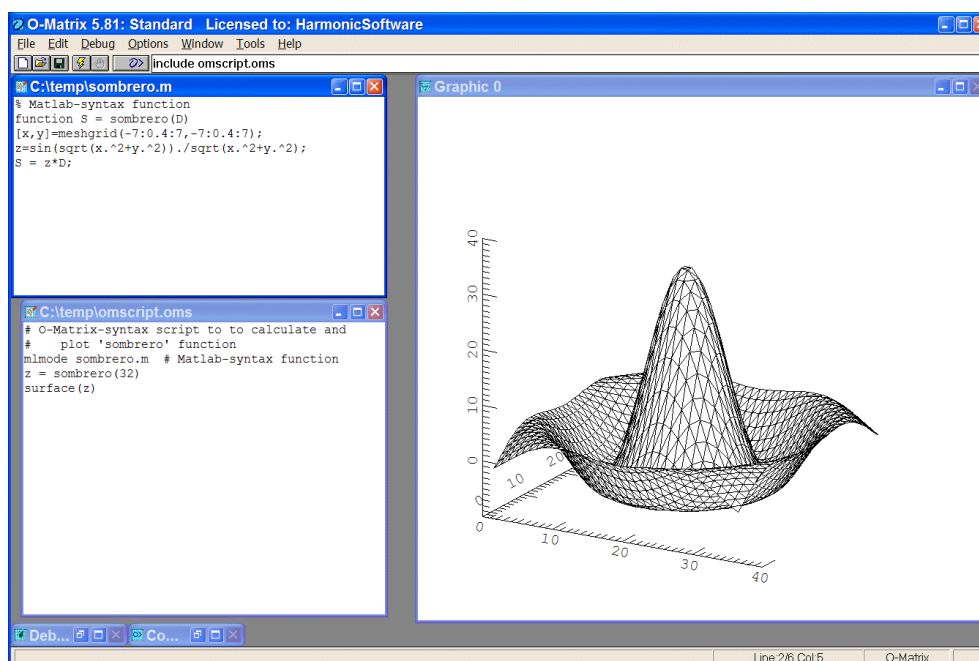 O-Matrix 5.81: Standard   Licensed to: HarmonicSoftware
File Edit Debug Options Window Tools Help
include omscript.oms
C:\temp\sombrero.m
% Matlab-syntax function
function S = sombrero(D)
[x,y]=meshgrid(-7:0.4:7,-7:0.4:7);
z=sin(sqrt(x.^2+y.^2))./sqrt(x.^2+y.^2);
S = z*D;
C:\temp\omscript.oms
# O-Matrix-syntax script to to calculate and
#    plot 'sombrero' function
mlmode sombrero.m  # Matlab-syntax function
z = sombrero(32)
surface(z)
Graphic 0
40
30
20
10
0
0
10
20
0
10
20
30
40
Deb...
Co...
Line:2/6 Col:5
O-Matrix